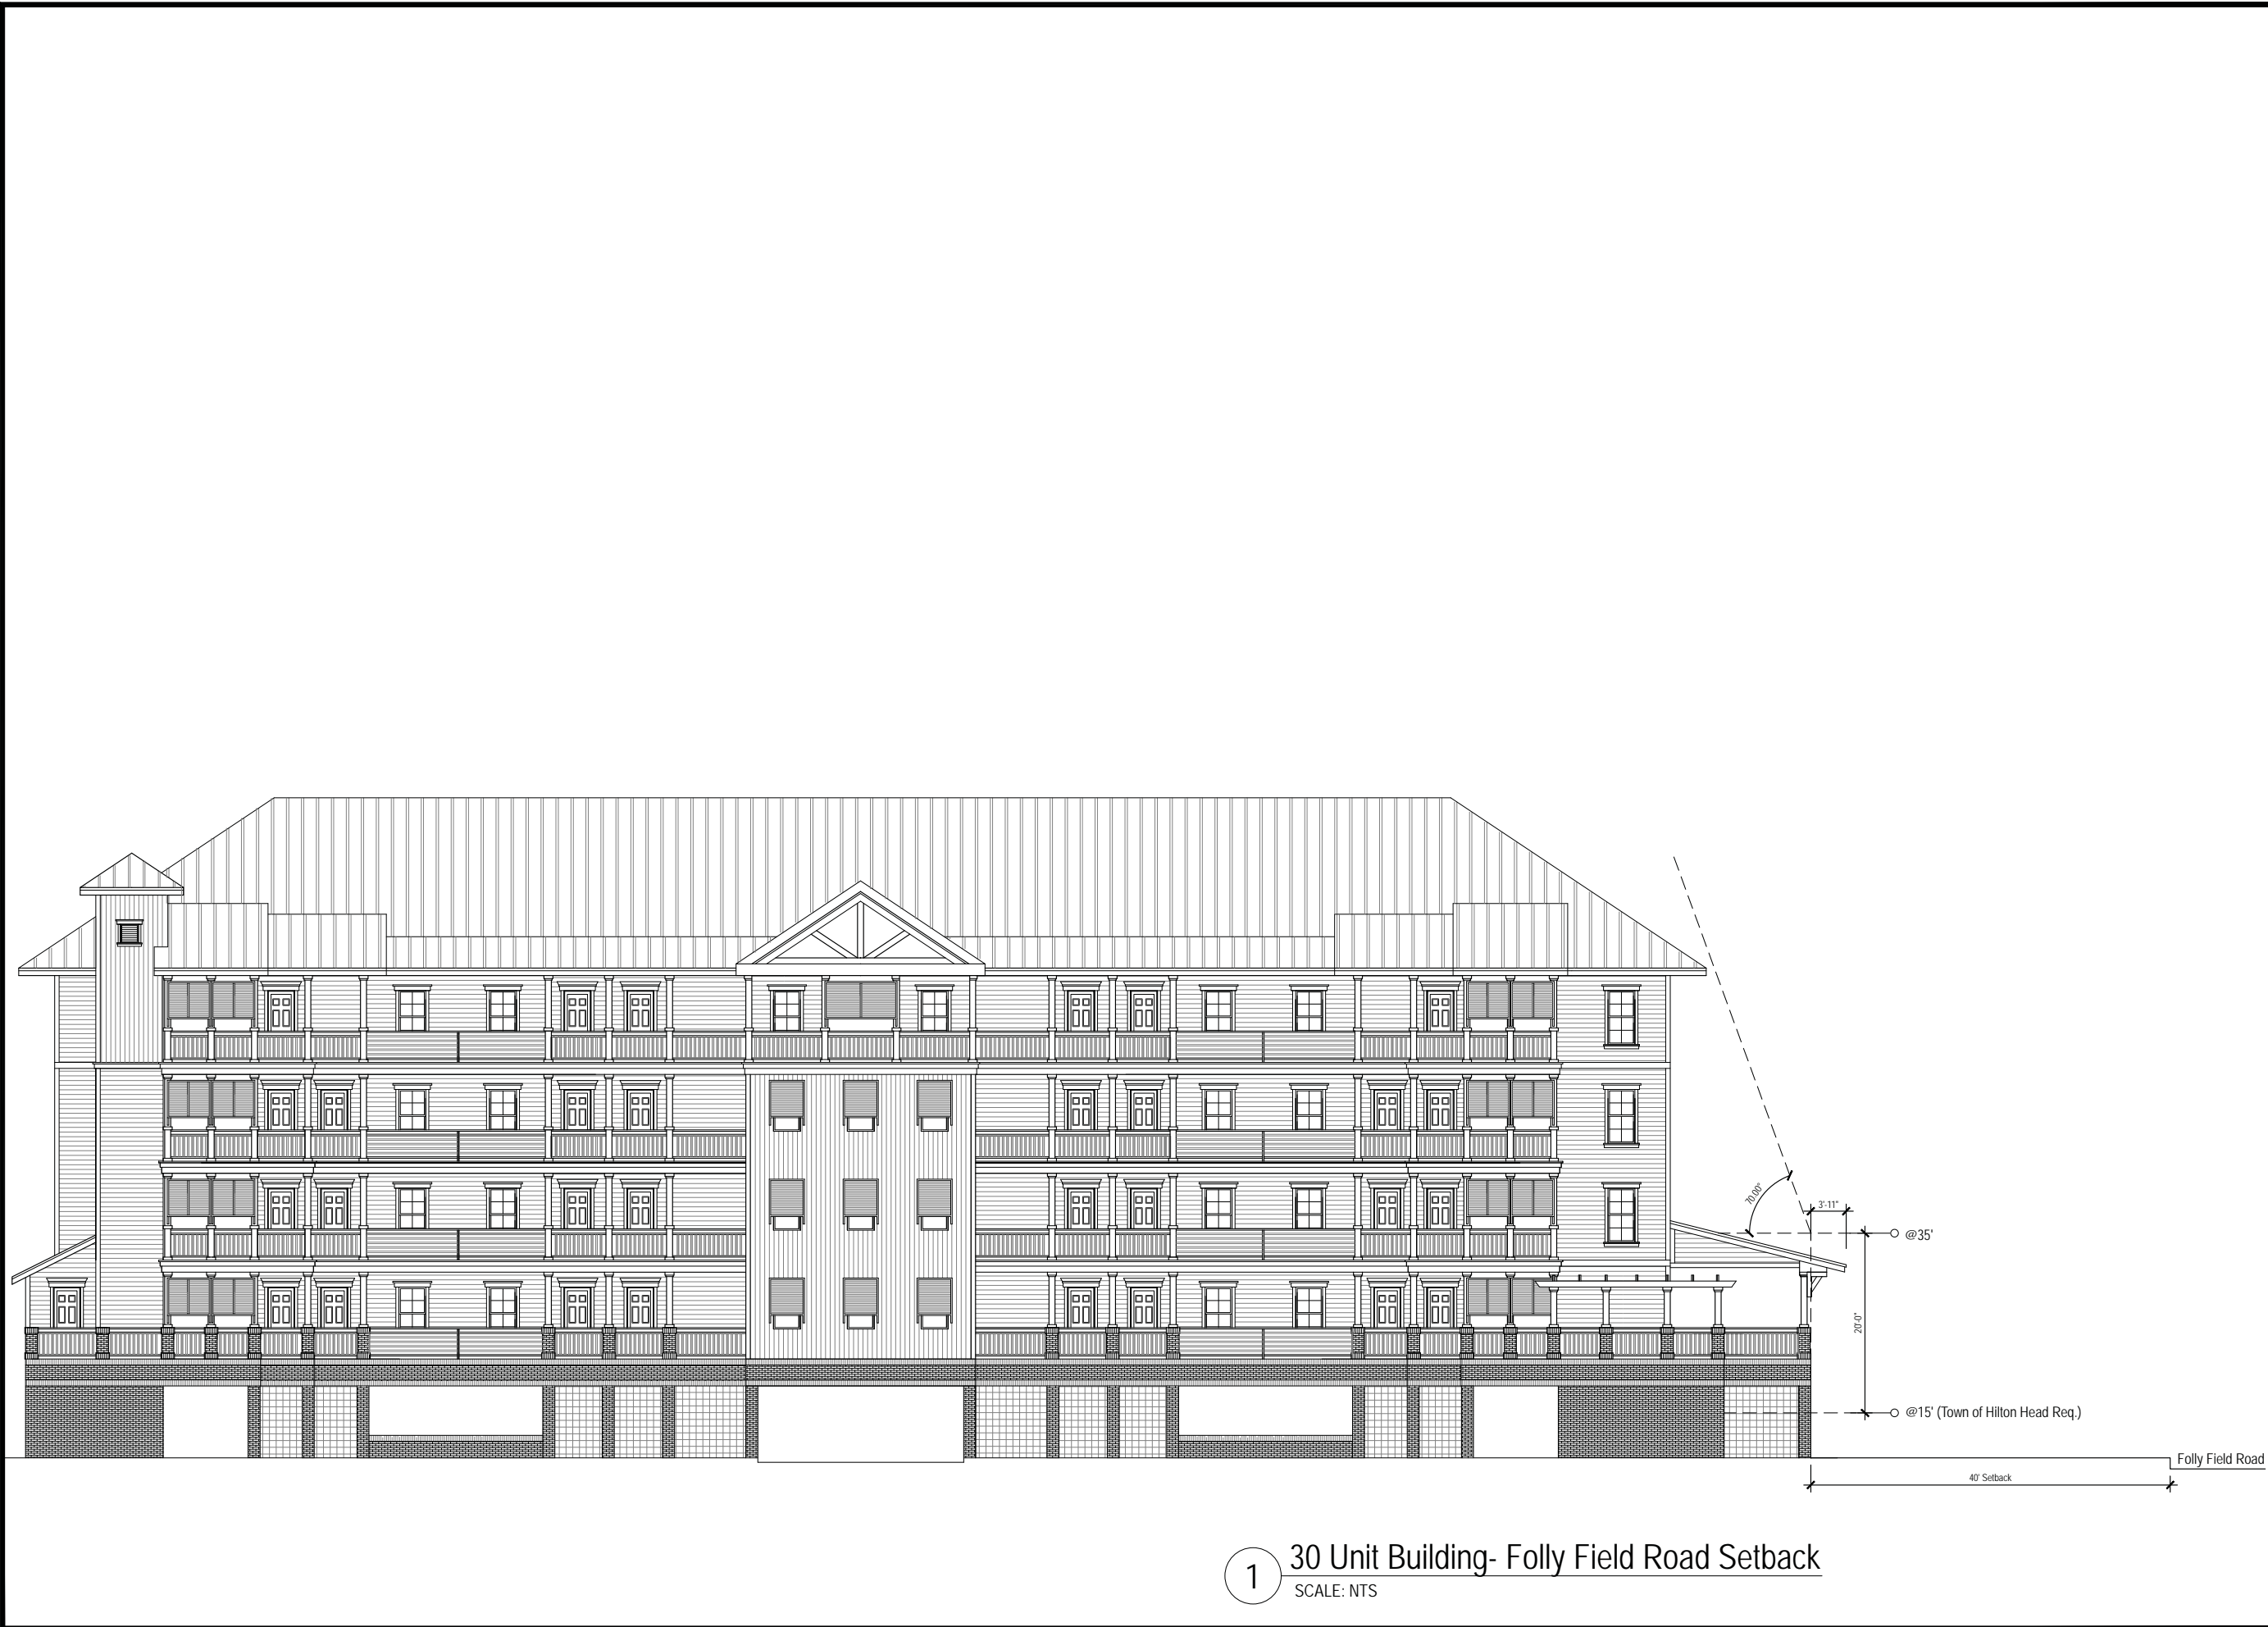 70.00°
3'-11"
@35'
20'-0"
@15' (Town of Hilton Head Req.)
Folly Field Road
40' Setback
1
30 Unit Building- Folly Field Road Setback
SCALE: NTS